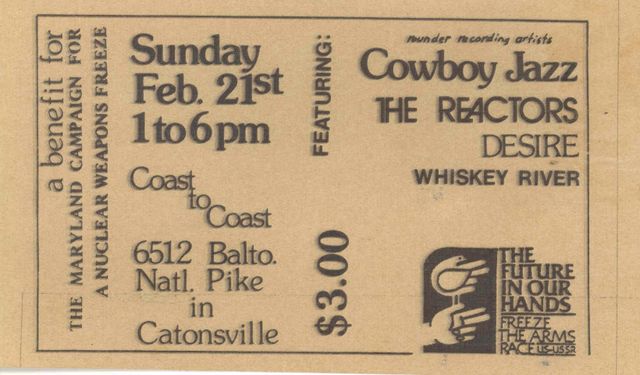 a benefit for
THE MARYLAND CAMPAIGN FOR
A NUCLEAR WEAPONS FREEZE
Sunday
Feb. 21st
1 to 6 pm
Coast
to
Coast
6512 Balto.
Natl. Pike
in
Catonsville
FEATURING:
$3.00
rounder recording artists
Cowboy Jazz
THE REACTORS
DESIRE
WHISKEY RIVER
THE
FUTURE
IN OUR
HANDS
FREEZE
THE ARMS
RACE US-USSR